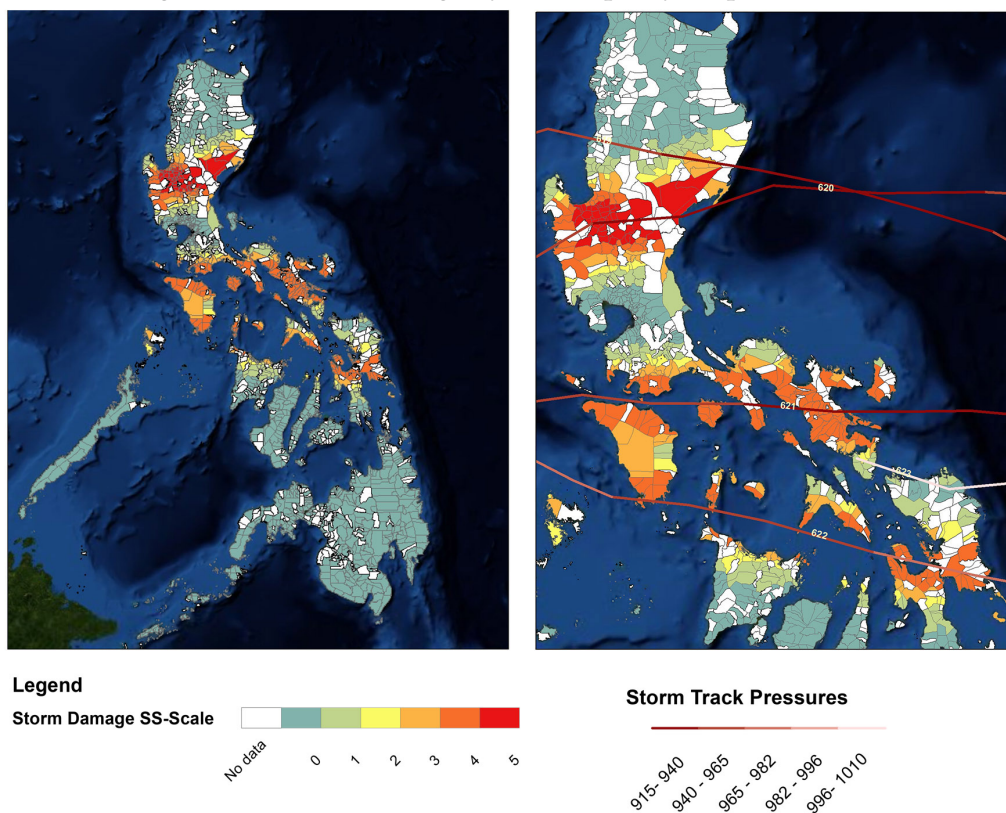 620
621
622
622
Legend
Storm Damage SS-Scale
No data
0
1
2
3
4
5
Storm Track Pressures
915- 940
940 - 965
965 - 982
982 - 996
996- 1010